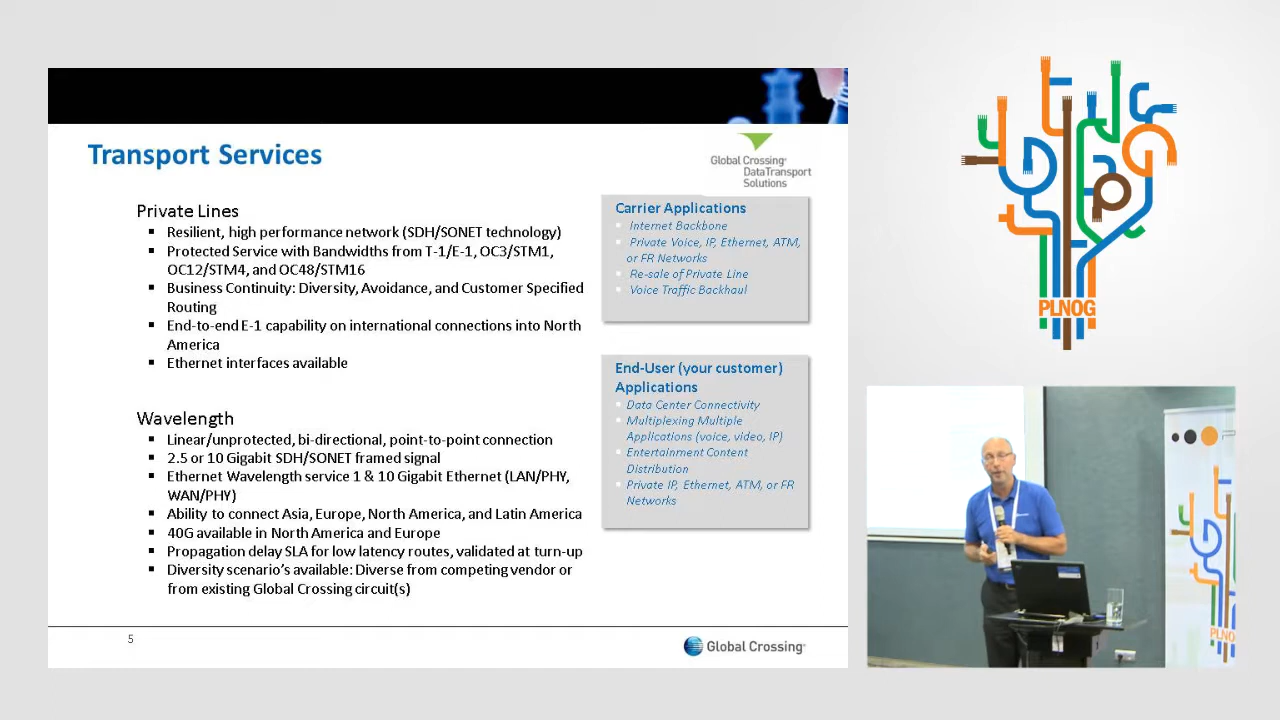 Transport Services
Global Crossing®
DataTransport
Solutions
Private Lines
Resilient, high performance network (SDH/SONET technology)
Protected Service with Bandwidths from T-1/E-1, OC3/STM1,
OC12/STM4, and OC48/STM16
Business Continuity: Diversity, Avoidance, and Customer Specified
Routing
End-to-end E-1 capability on international connections into North
America
Ethernet interfaces available
Wavelength
Linear/unprotected, bi-directional, point-to-point connection
2.5 or 10 Gigabit SDH/SONET framed signal
Ethernet Wavelength service 1 & 10 Gigabit Ethernet (LAN/PHY,
WAN/PHY)
Ability to connect Asia, Europe, North America, and Latin America
40G available in North America and Europe
Propagation delay SLA for low latency routes, validated at turn-up
Diversity scenario's available: Diverse from competing vendor or
from existing Global Crossing circuit(s)
Carrier Applications
Internet Backbone
Private Voice, IP, Ethernet, ATM,
or FR Networks
Re-sale of Private Line
Voice Traffic Backhaul
End-User (your customer)
Applications
Data Center Connectivity
Multiplexing Multiple
Applications (voice, video, IP)
Entertainment Content
Distribution
Private IP, Ethernet, ATM, or FR
Networks
5
Global Crossing®
PLNOG
PLNOG